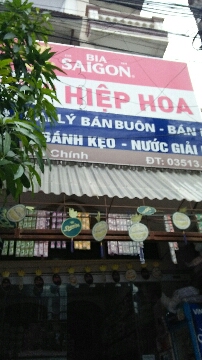 BIA
SAIGON
HIỆP HOA
LÝ BÁN BUÔN - BÁN
BÁNH KẸO - NƯỚC GIẢI
Chính ĐT: 03513.